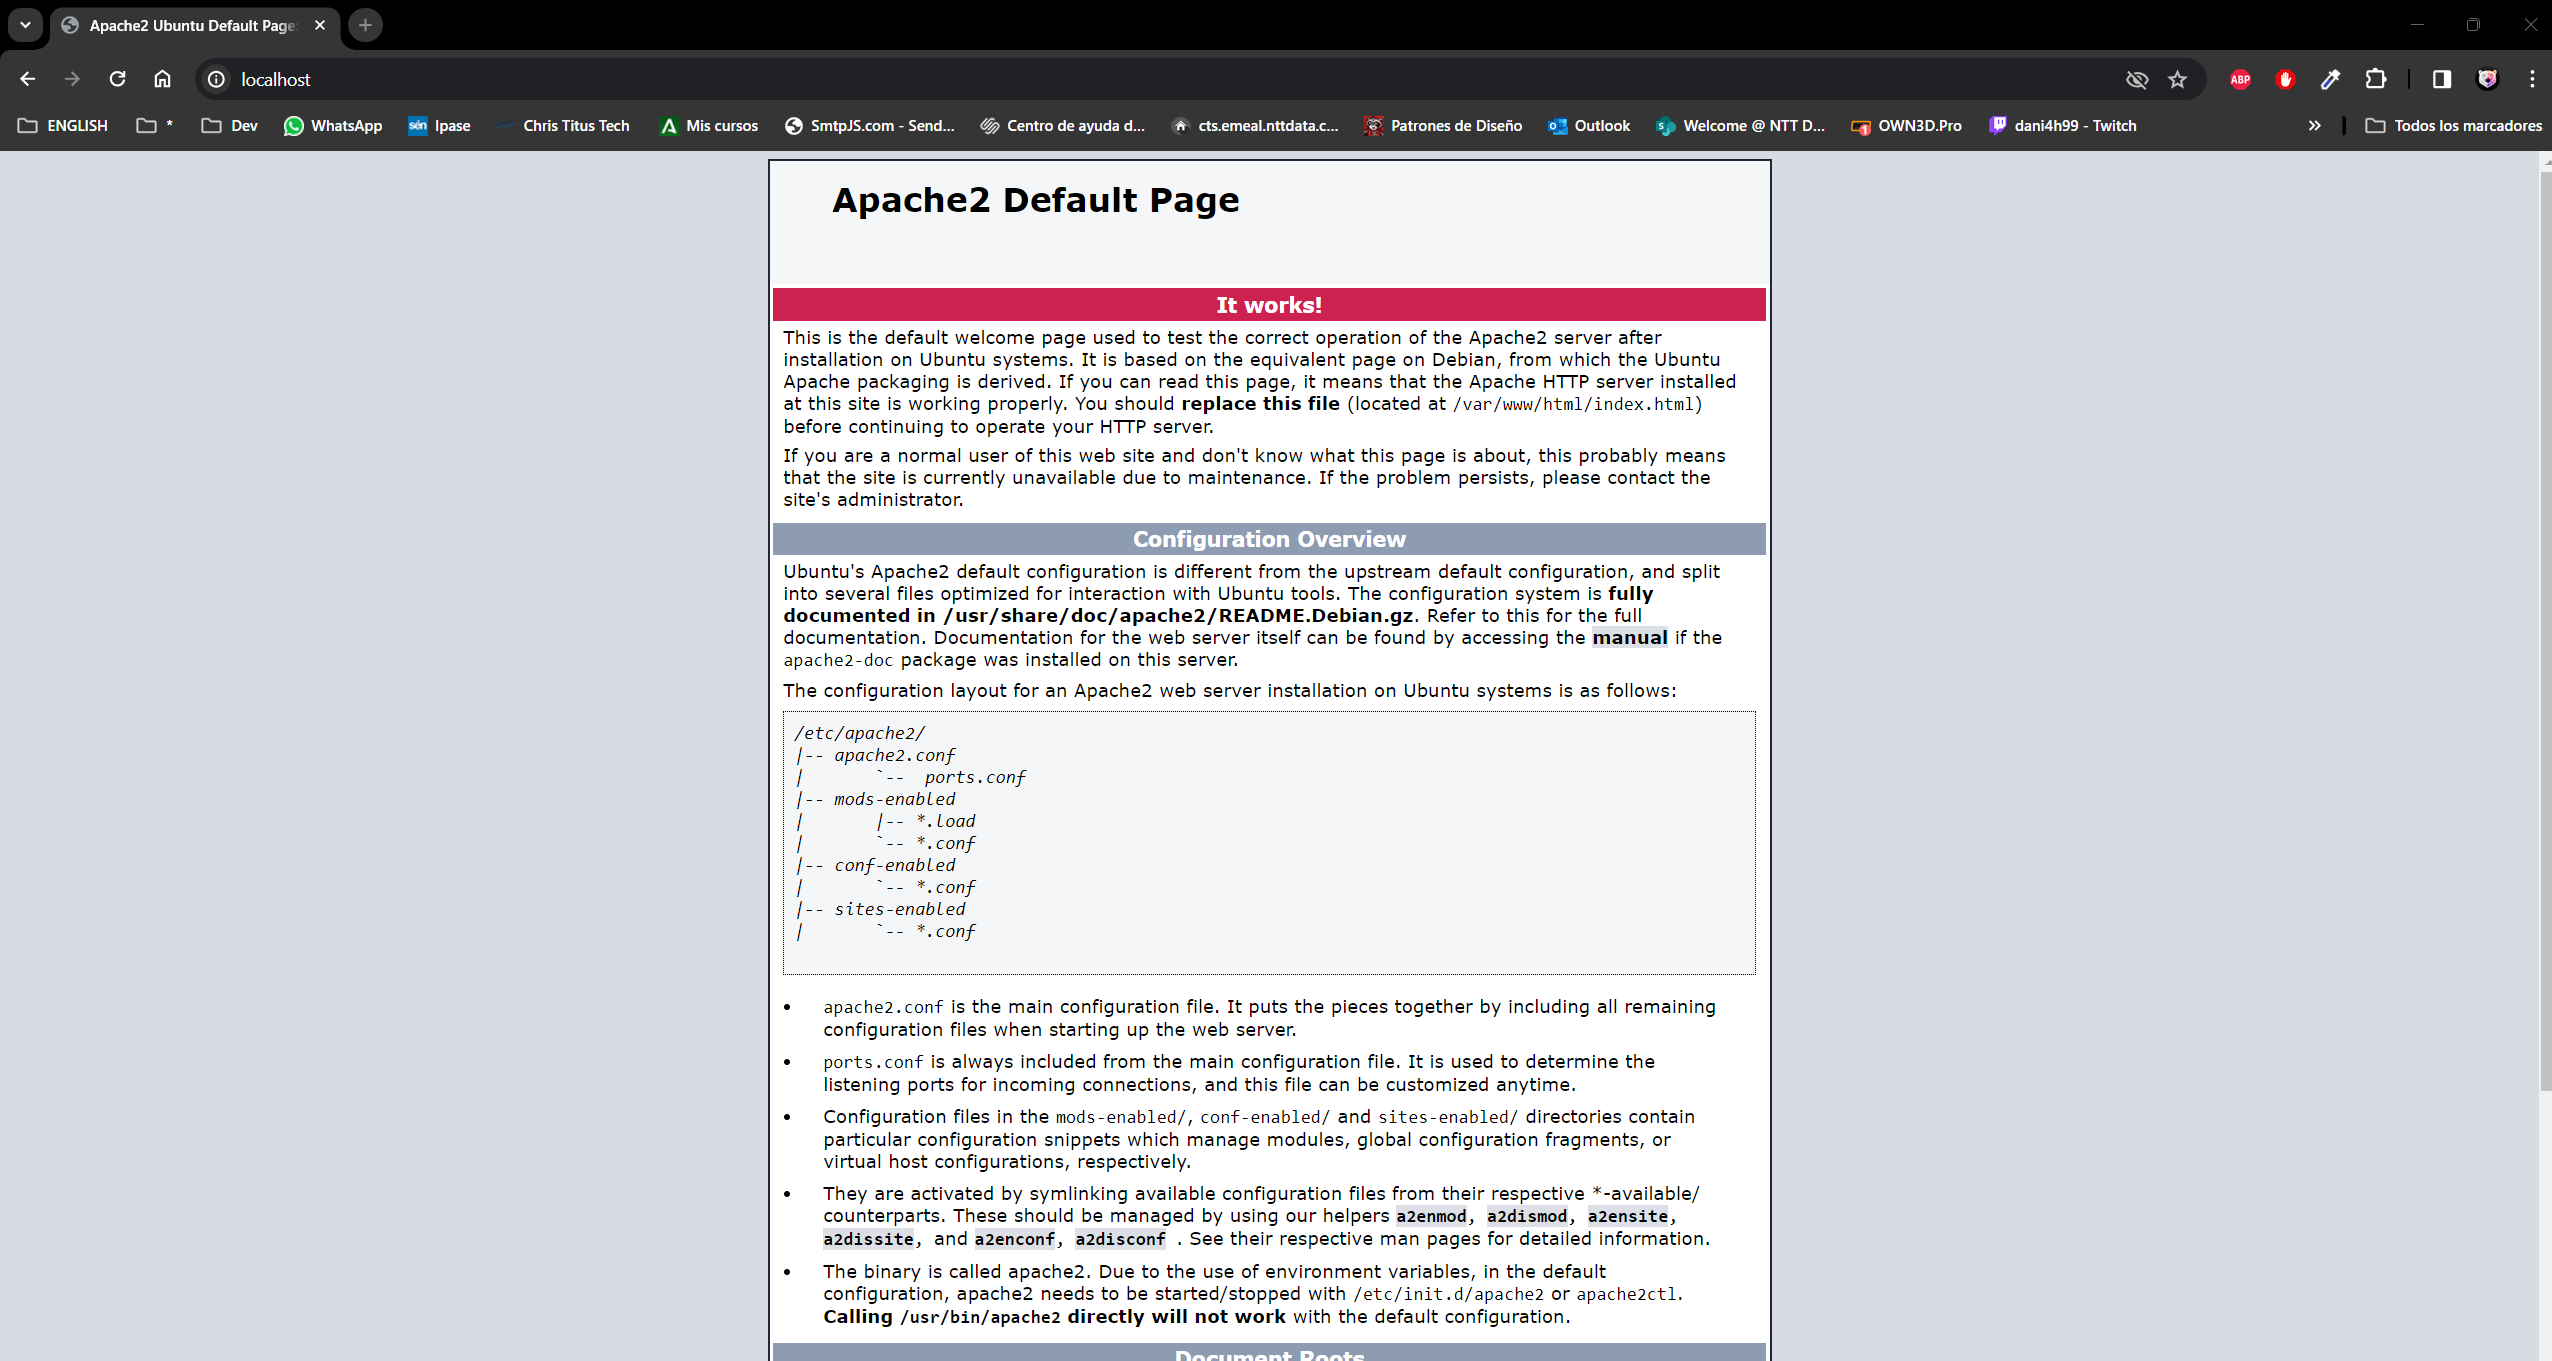 Apache2 Ubuntu Default Page:
localhost
ENGLISH * Dev WhatsApp sén Ipase Chris Titus Tech Mis cursos SmtpJS.com - Send... Centro de ayuda d... cts.emeal.nttdata.c... Patrones de Diseño Outlook Welcome @ NTT D... OWN3D.Pro dani4h99 - Twitch » Todos los marcadores
ABP
Apache2 Default Page
It works!
This is the default welcome page used to test the correct operation of the Apache2 server after
installation on Ubuntu systems. It is based on the equivalent page on Debian, from which the Ubuntu
Apache packaging is derived. If you can read this page, it means that the Apache HTTP server installed
at this site is working properly. You should replace this file (located at /var/www/html/index.html)
before continuing to operate your HTTP server.
If you are a normal user of this web site and don't know what this page is about, this probably means
that the site is currently unavailable due to maintenance. If the problem persists, please contact the
site's administrator.
Configuration Overview
Ubuntu's Apache2 default configuration is different from the upstream default configuration, and split
into several files optimized for interaction with Ubuntu tools. The configuration system is fully
documented in /usr/share/doc/apache2/README.Debian.gz. Refer to this for the full
documentation. Documentation for the web server itself can be found by accessing the manual if the
apache2-doc package was installed on this server.
The configuration layout for an Apache2 web server installation on Ubuntu systems is as follows:
/etc/apache2/
|-- apache2.conf
|       `--  ports.conf
|-- mods-enabled
|       |-- *.load
|       `-- *.conf
|-- conf-enabled
|       `-- *.conf
|-- sites-enabled
|       `-- *.conf
• apache2.conf is the main configuration file. It puts the pieces together by including all remaining
configuration files when starting up the web server.
• ports.conf is always included from the main configuration file. It is used to determine the
listening ports for incoming connections, and this file can be customized anytime.
• Configuration files in the mods-enabled/, conf-enabled/ and sites-enabled/ directories contain
particular configuration snippets which manage modules, global configuration fragments, or
virtual host configurations, respectively.
• They are activated by symlinking available configuration files from their respective *-available/
counterparts. These should be managed by using our helpers a2enmod, a2dismod, a2ensite,
a2dissite, and a2enconf, a2disconf . See their respective man pages for detailed information.
• The binary is called apache2. Due to the use of environment variables, in the default
configuration, apache2 needs to be started/stopped with /etc/init.d/apache2 or apache2ctl.
Calling /usr/bin/apache2 directly will not work with the default configuration.
Document Roots